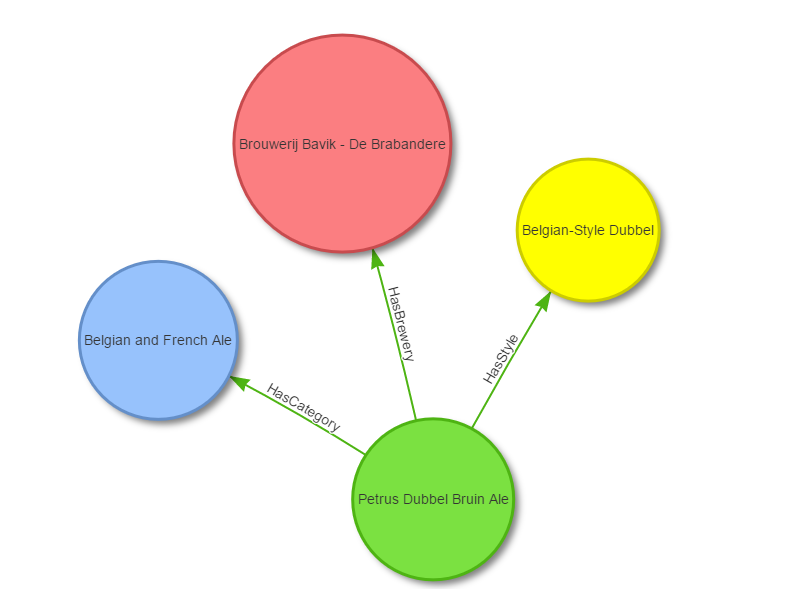 Brouwerij Bavik - De Brabandere
Belgian-Style Dubbel
Belgian and French Ale
HasBrewery
HasStyle
HasCategory
Petrus Dubbel Bruin Ale